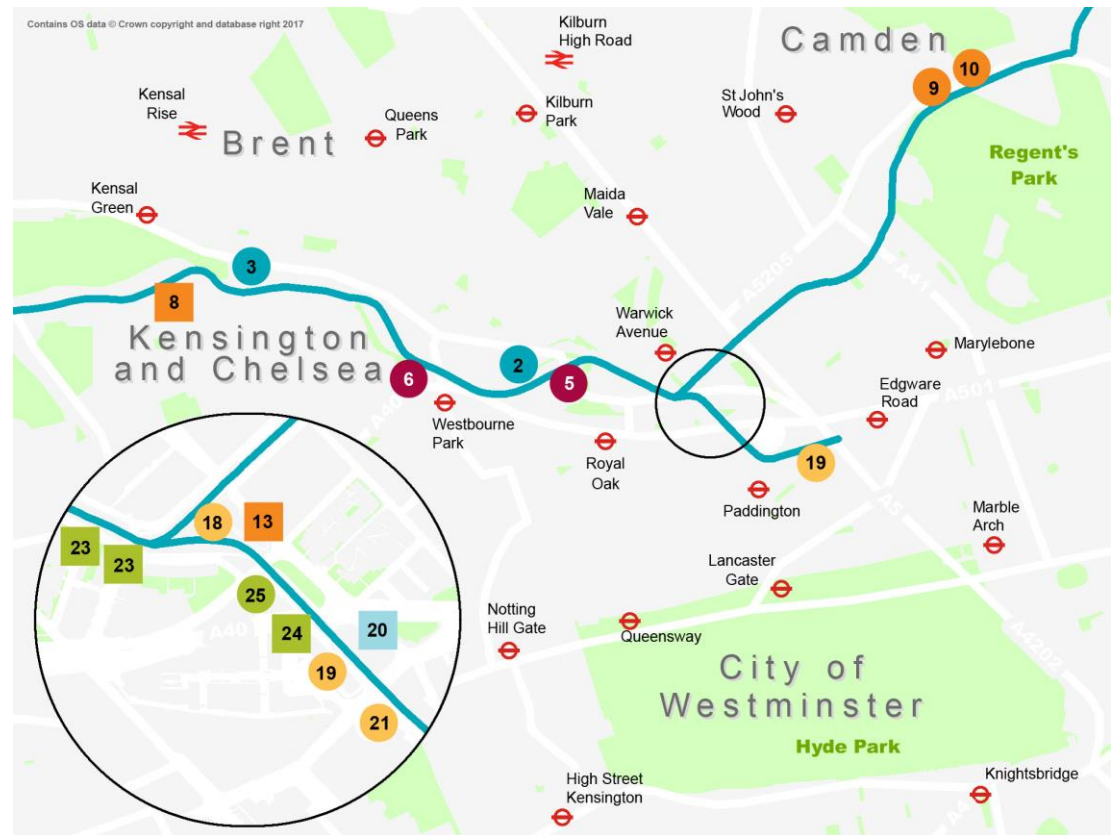 Contains OS data © Crown copyright and database right 2017
Kilburn
High Road
Camden
10
9
Kensal
Rise
Queens
Park
Kilburn
Park
St John's
Wood
Brent
Regent's
Park
Kensal
Green
Maida
Vale
3
A5205
A41
8
Warwick
Avenue
Kensington
and Chelsea
2
Marylebone
6
5
Edgware
Road
A501
A40
Westbourne
Park
Royal
Oak
19
Paddington
A5
Marble
Arch
18
13
23
23
Lancaster
Gate
25
24
20
A40
Notting
Hill Gate
Queensway
A4202
19
City of
Westminster
21
Hyde Park
High Street
Kensington
Knightsbridge